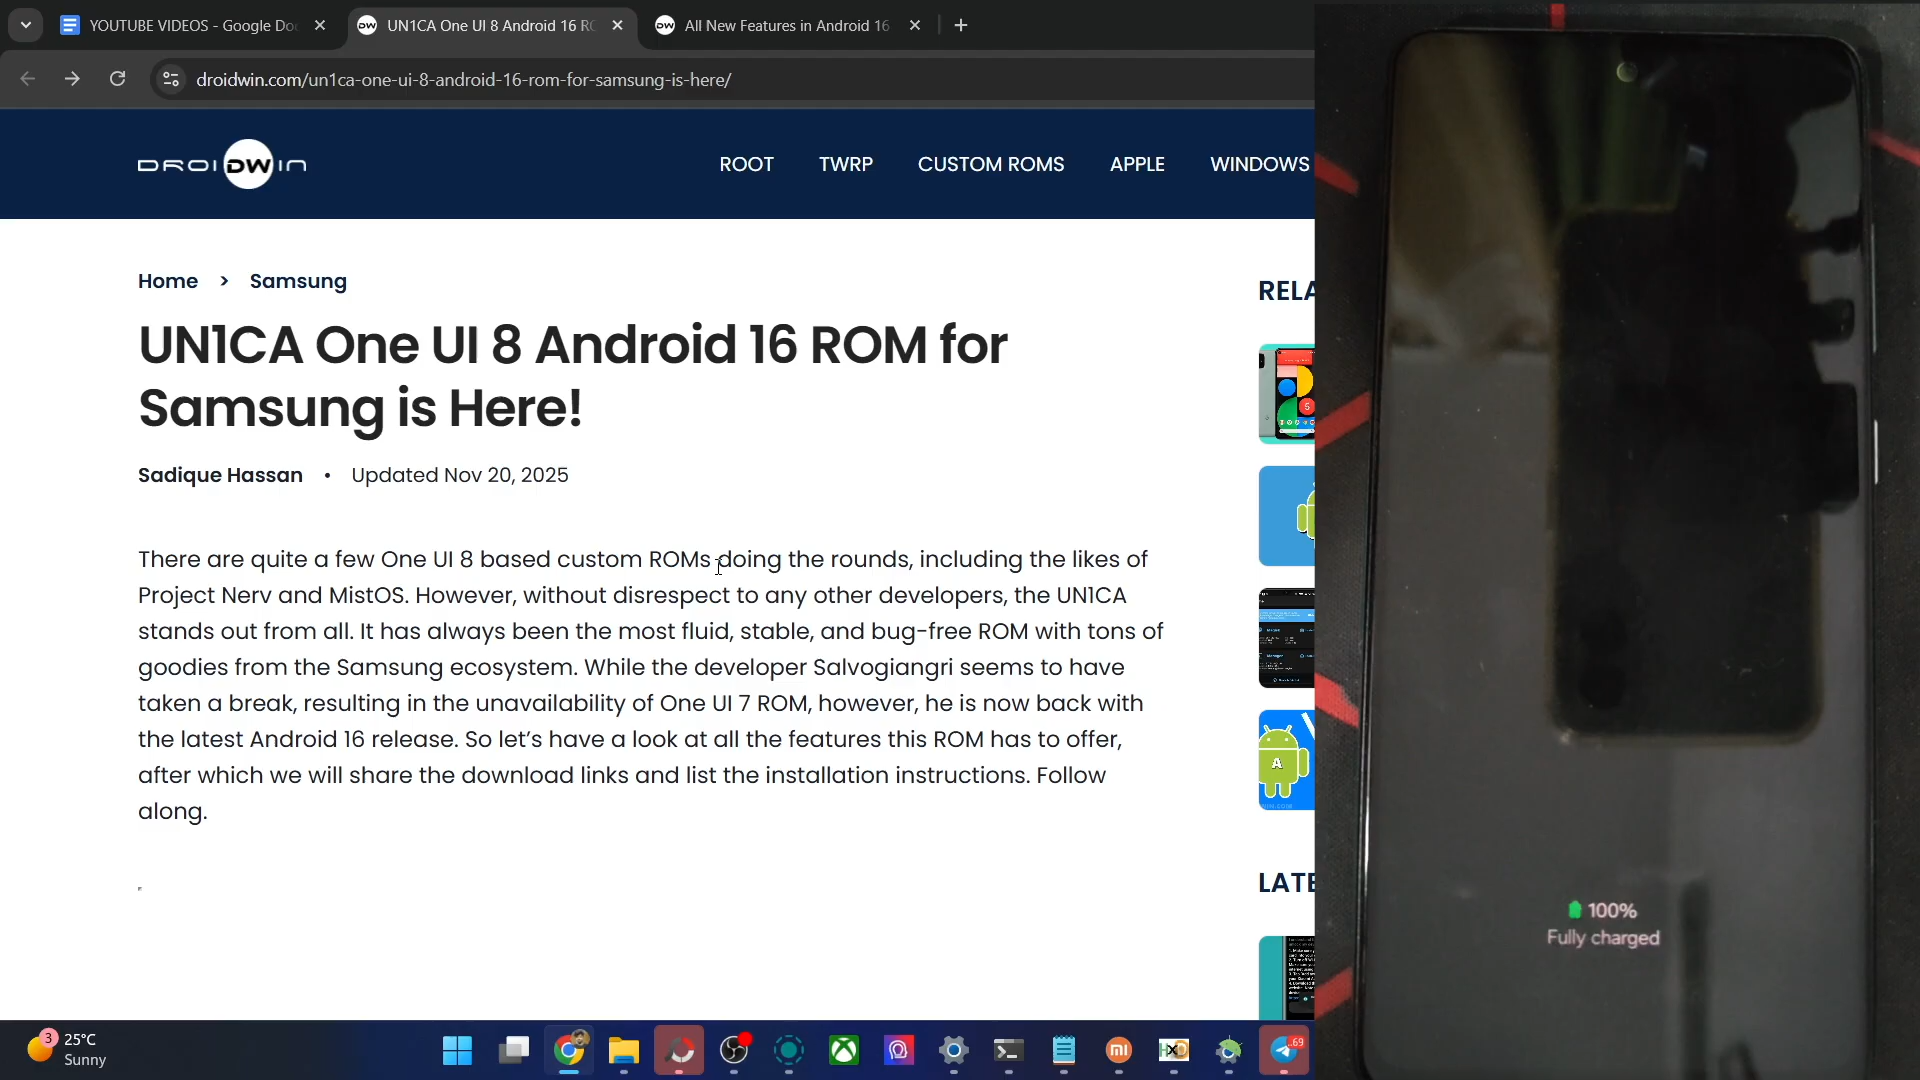 YOUTUBE VIDEOS - Google Do
UN1CA One UI 8 Android 16 R
All New Features in Android 16
droidwin.com/un1ca-one-ui-8-android-16-rom-for-samsung-is-here/
DROIDWIN
ROOT
TWRP
CUSTOM ROMS
APPLE
WINDOWS
Home > Samsung
UN1CA One UI 8 Android 16 ROM for
Samsung is Here!
Sadique Hassan • Updated Nov 20, 2025
There are quite a few One UI 8 based custom ROMs doing the rounds, including the likes of
Project Nerv and MistOS. However, without disrespect to any other developers, the UN1CA
stands out from all. It has always been the most fluid, stable, and bug-free ROM with tons of
goodies from the Samsung ecosystem. While the developer Salvogiangri seems to have
taken a break, resulting in the unavailability of One UI 7 ROM, however, he is now back with
the latest Android 16 release. So let's have a look at all the features this ROM has to offer,
after which we will share the download links and list the installation instructions. Follow
along.
RELA
LATE
100%
Fully charged
3
25°C
Sunny
69